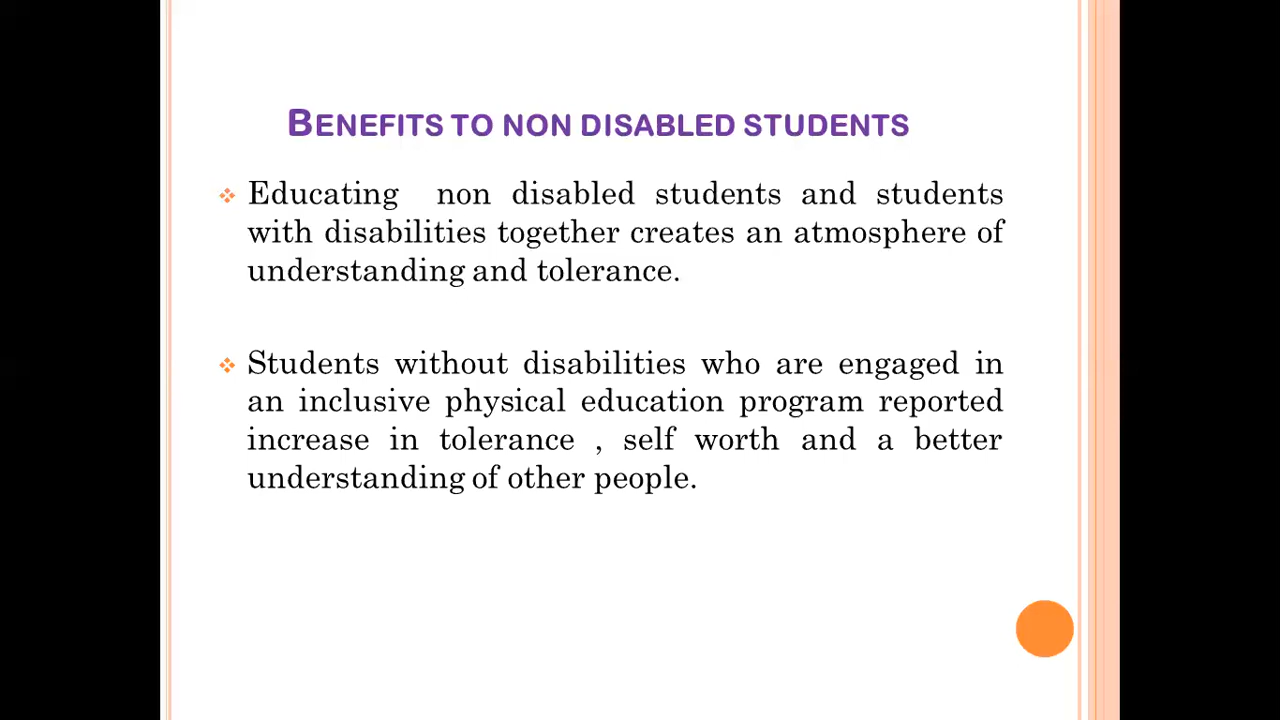 BENEFITS TO NON DISABLED STUDENTS
Educating non disabled students and students
with disabilities together creates an atmosphere of
understanding and tolerance.
Students without disabilities who are engaged in
an inclusive physical education program reported
increase in tolerance , self worth and a better
understanding of other people.